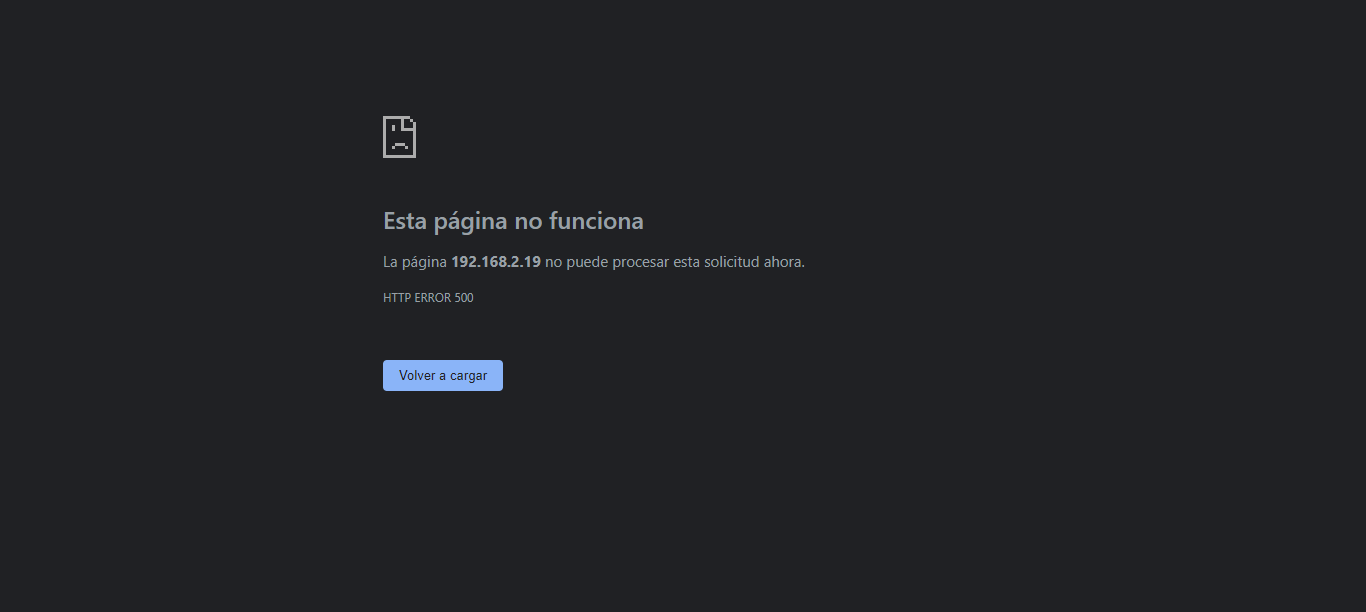 Esta página no funciona
La página 192.168.2.19 no puede procesar esta solicitud ahora.
HTTP ERROR 500
Volver a cargar